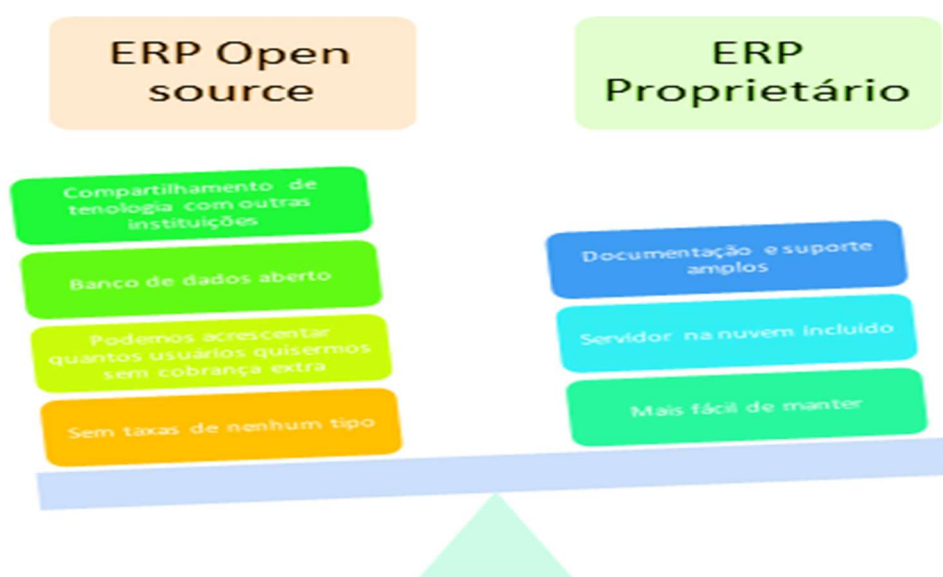 ERP Open
source
ERP
Proprietário
Compartilhamento de
tenologia com outras
instituições
Banco de dados aberto
Podemos acrescentar
quantos usuários quisermos
sem cobrança extra
Sem taxas de nenhum tipo
Documentação e suporte
amplos
Servidor na nuvem incluido
Mais fácil de manter